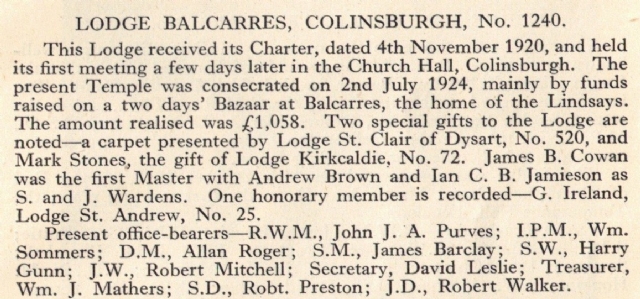 LODGE BALCARRES, COLINSBURGH, No. 1240.
This Lodge received its Charter, dated 4th November 1920, and held
its first meeting a few days later in the Church Hall, Colinsburgh. The
present Temple was consecrated on 2nd July 1924, mainly by funds
raised on a two days' Bazaar at Balcarres, the home of the Lindsays.
The amount realised was £1,058. Two special gifts to the Lodge are
noted—a carpet presented by Lodge St. Clair of Dysart, No. 520, and
Mark Stones, the gift of Lodge Kirkcaldie, No. 72. James B. Cowan
was the first Master with Andrew Brown and Ian C. B. Jamieson as
S. and J. Wardens. One honorary member is recorded—G. Ireland,
Lodge St. Andrew, No. 25.
Present office-bearers—R.W.M., John J. A. Purves; I.P.M., Wm.
Sommers; D.M., Allan Roger; S.M., James Barclay; S.W., Harry
Gunn; J.W., Robert Mitchell; Secretary, David Leslie; Treasurer,
Wm. J. Mathers; S.D., Robt. Preston; J.D., Robert Walker.